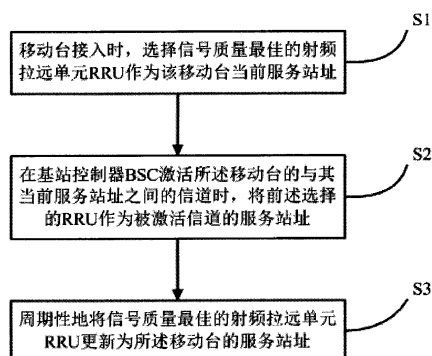 S1
移动台接入时，选择信号质量最佳的射频
拉远单元RRU作为该移动台当前服务站址
S2
在基站控制器BSC激活所述移动台的与其
当前服务站址之间的信道时，将前述选择
的RRU作为被激活信道的服务站址
S3
周期性地将信号质量最佳的射频拉远单元
RRU更新为所述移动台的服务站址